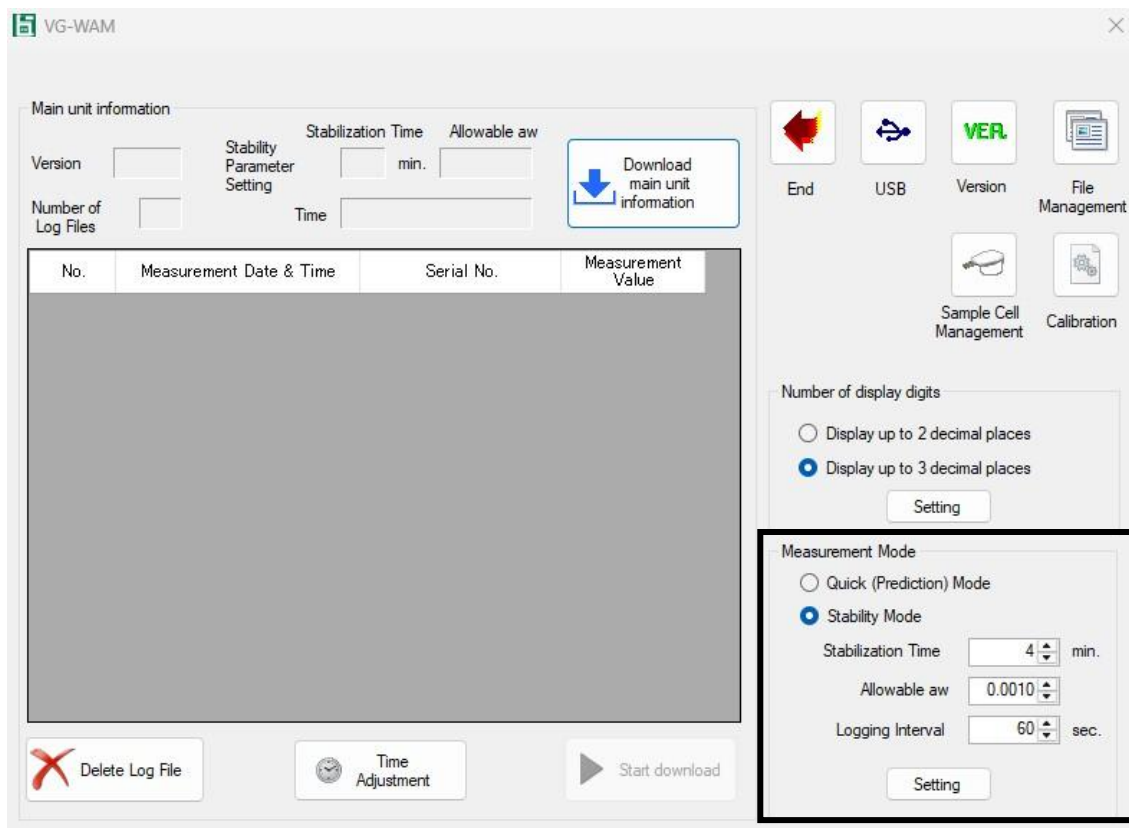 VG-WAM
Main unit information
Version
Stability
Parameter
Setting
Stabilization Time
min.
Allowable aw
Number of
Log Files
Time
Download
main unit
information
No.
Measurement Date & Time
Serial No.
Measurement
Value
Delete Log File
Time
Adjustment
Start download
End
USB
VER.
Version
File
Management
Sample Cell
Management
Calibration
Number of display digits
Display up to 2 decimal places
Display up to 3 decimal places
Setting
Measurement Mode
Quick (Prediction) Mode
Stability Mode
Stabilization Time 4 min.
Allowable aw 0.0010
Logging Interval 60 sec.
Setting